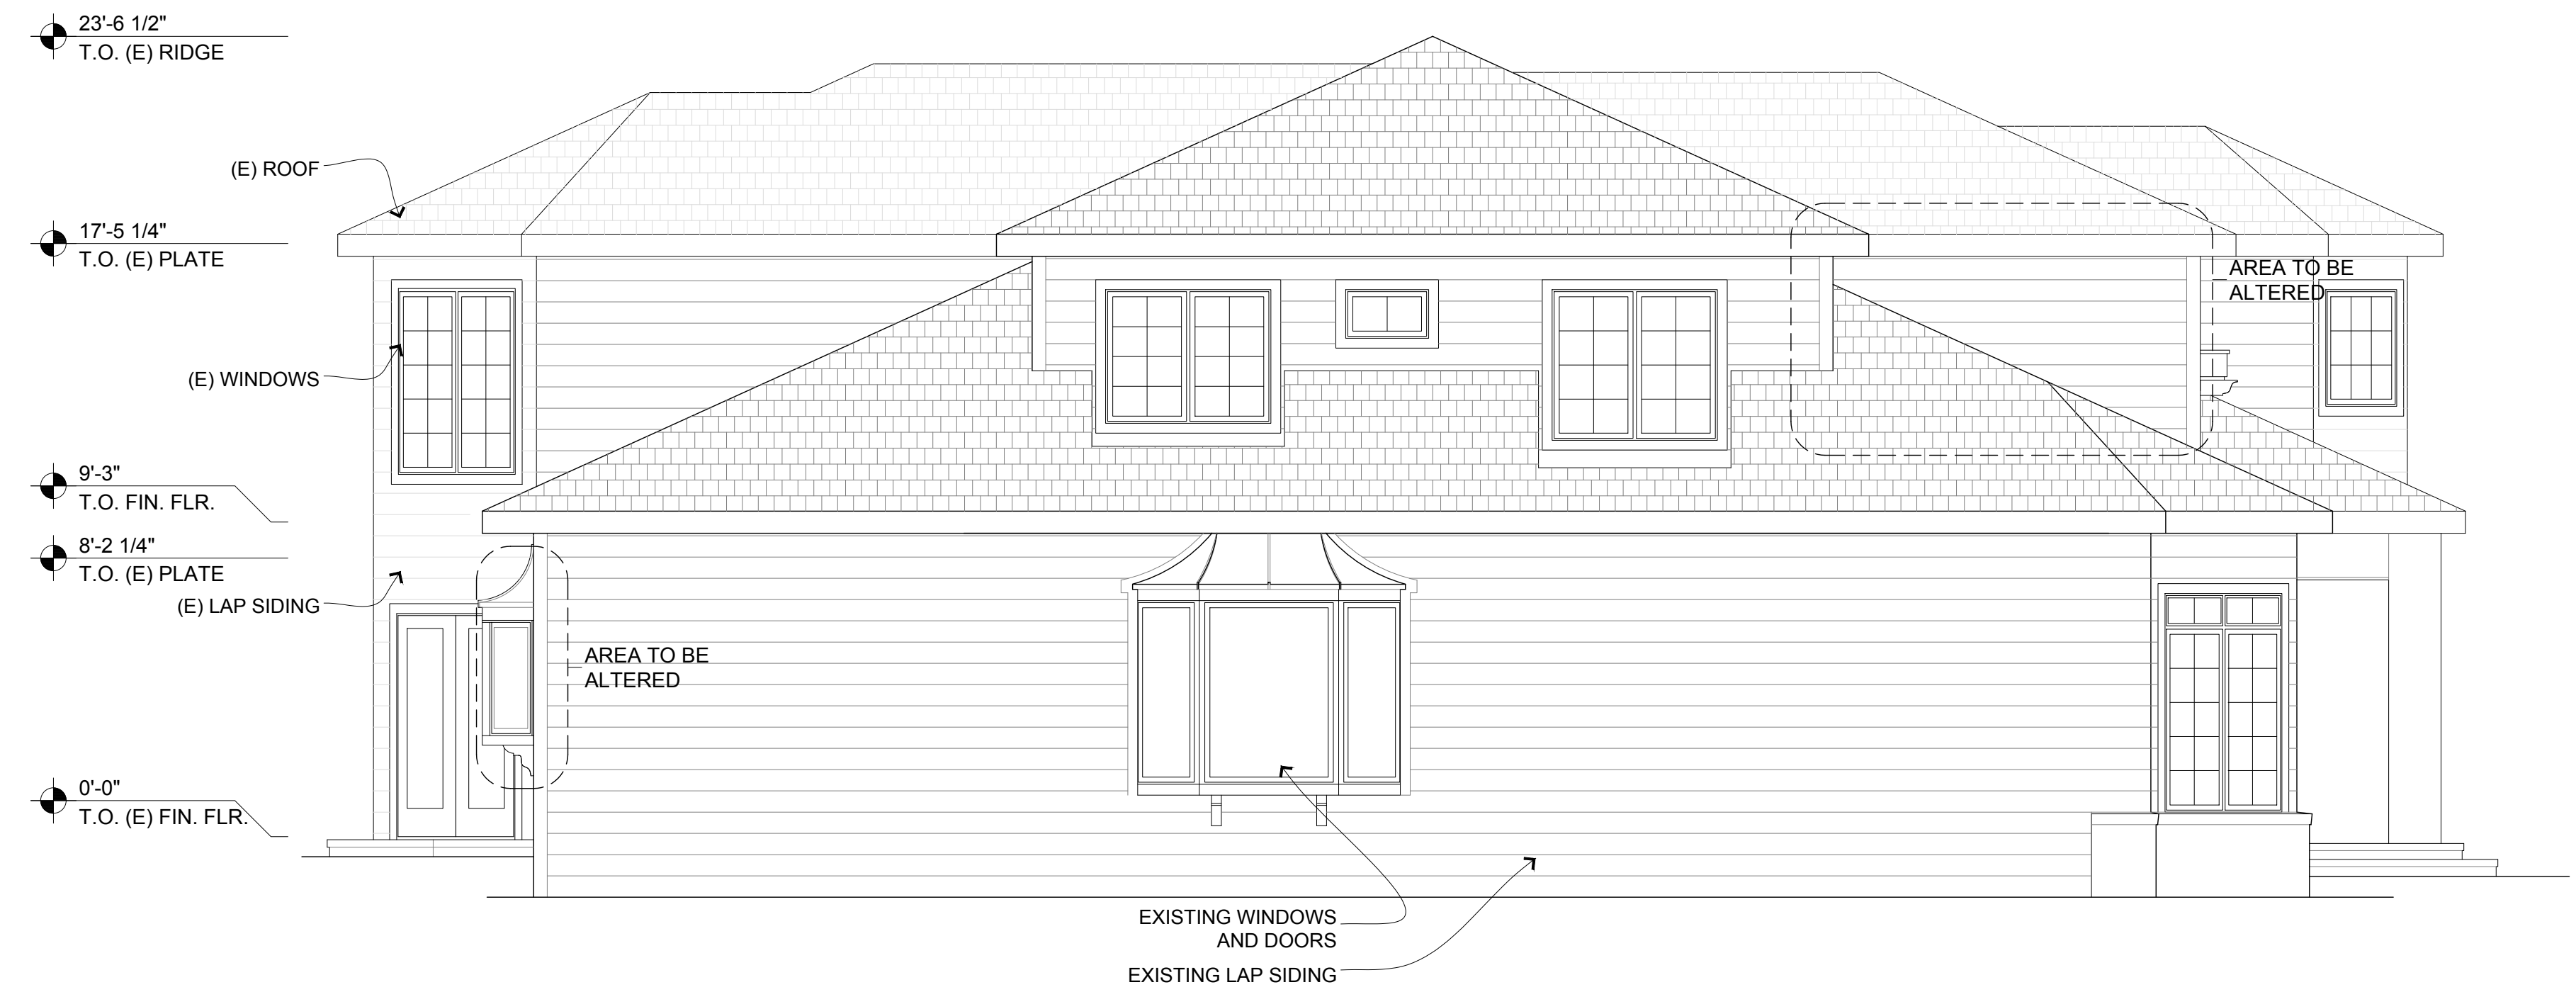 23'-6 1/2"
T.O. (E) RIDGE
(E) ROOF
17'-5 1/4"
T.O. (E) PLATE
AREA TO BE
ALTERED
(E) WINDOWS
9'-3"
T.O. FIN. FLR.
8'-2 1/4"
T.O. (E) PLATE
(E) LAP SIDING
AREA TO BE
ALTERED
0'-0"
T.O. (E) FIN. FLR.
EXISTING WINDOWS
AND DOORS
EXISTING LAP SIDING